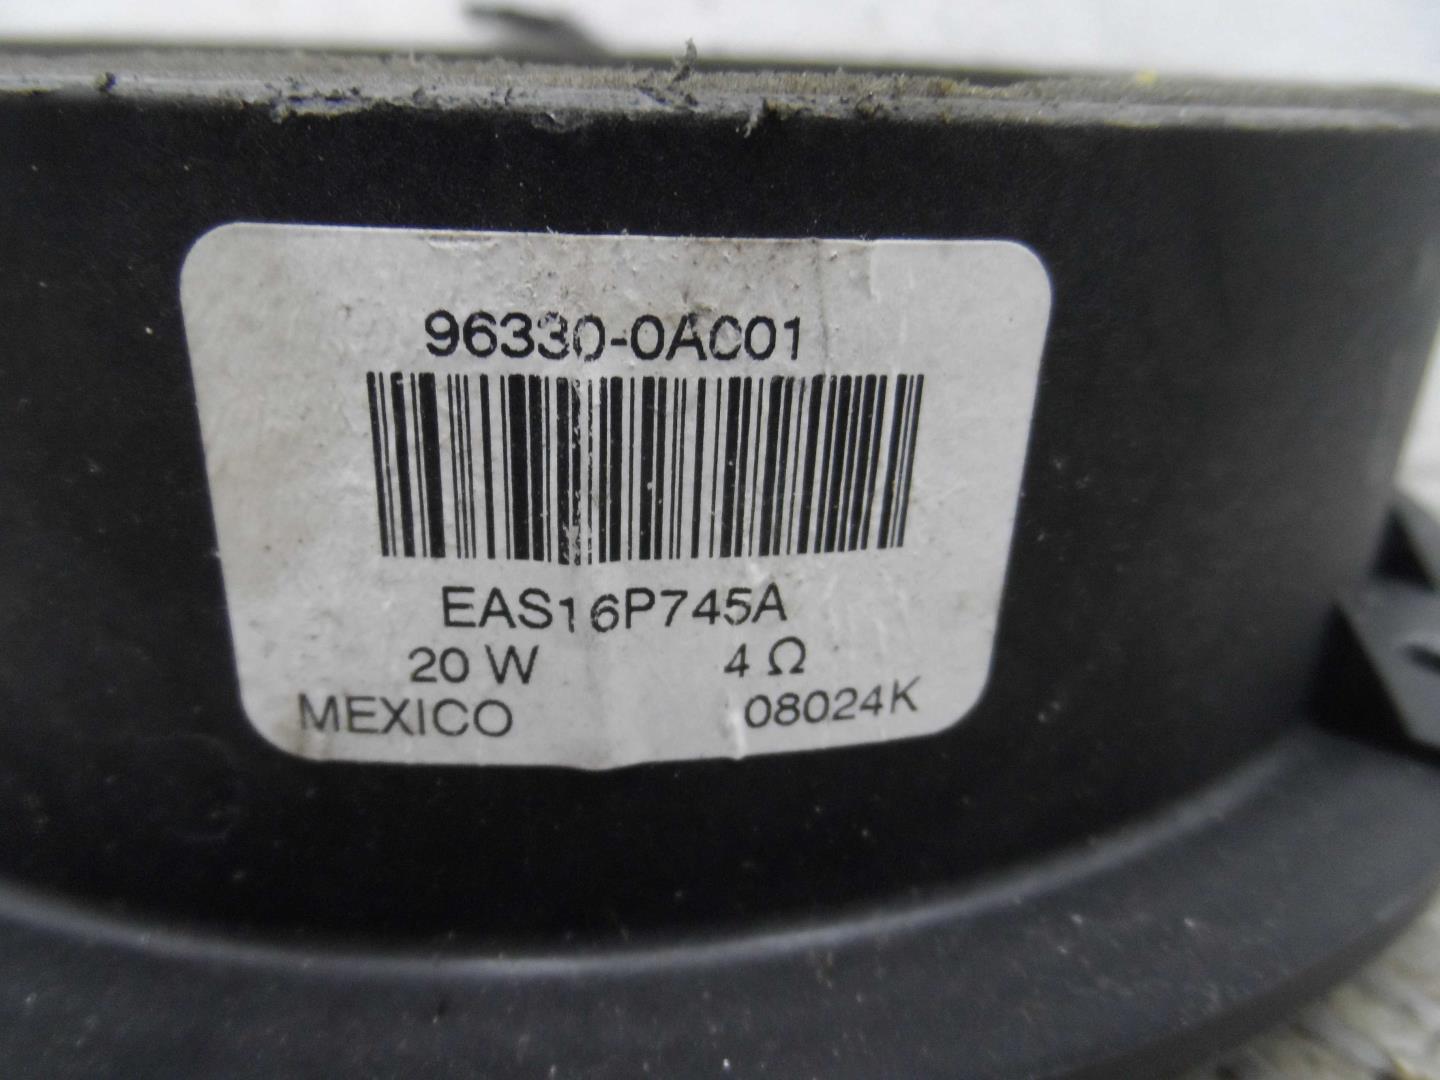 96330-0AC01
EAS16P745A
20 W 4 Ω
MEXICO 08024K